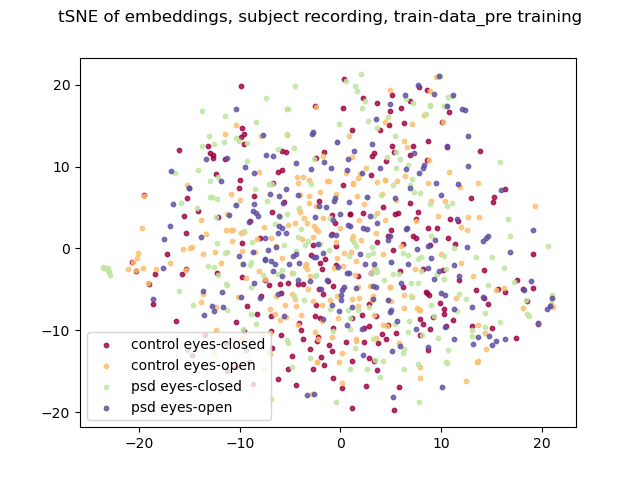 tSNE of embeddings, subject recording, train-data_pre training
20
10
0
−10
−20
control eyes-closed
control eyes-open
psd eyes-closed
psd eyes-open
−20 −10 0 10 20